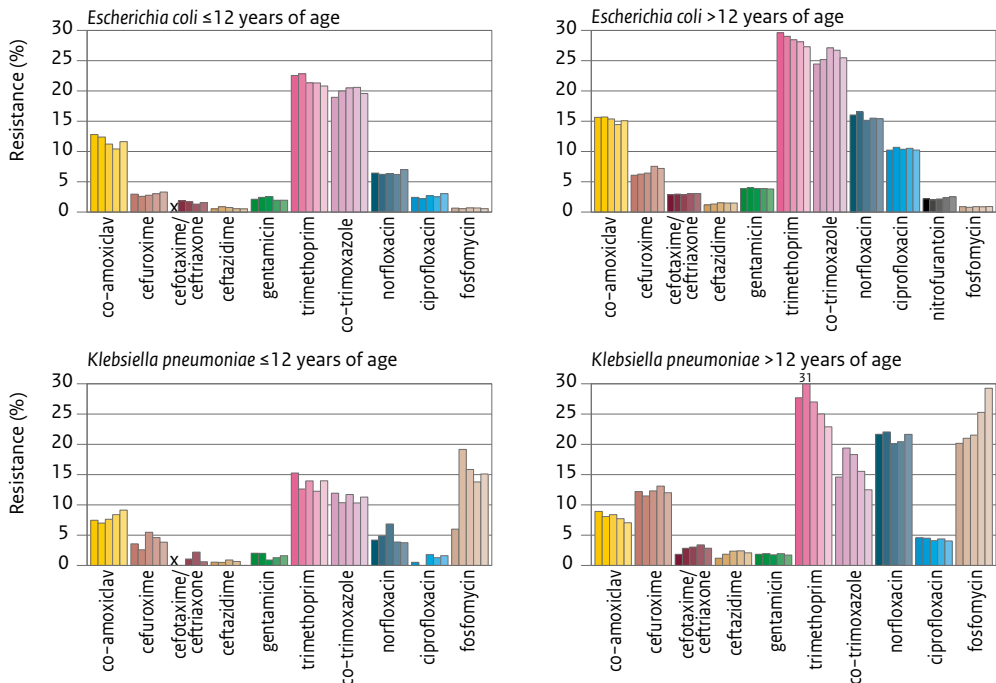 Escherichia coli ≤12 years of age
Resistance (%)
30
25
20
15
10
5
0
x
co-amoxiclav
cefuroxime
cefotaxime/
ceftriaxone
ceftazidime
gentamicin
trimethoprim
co-trimoxazole
norfloxacin
ciprofloxacin
fosfomycin
Escherichia coli >12 years of age
30
25
20
15
10
5
0
co-amoxiclav
cefuroxime
cefotaxime/
ceftriaxone
ceftazidime
gentamicin
trimethoprim
co-trimoxazole
norfloxacin
ciprofloxacin
nitrofurantoin
fosfomycin
Klebsiella pneumoniae ≤12 years of age
Resistance (%)
30
25
20
15
10
5
0
x
co-amoxiclav
cefuroxime
cefotaxime/
ceftriaxone
ceftazidime
gentamicin
trimethoprim
co-trimoxazole
norfloxacin
ciprofloxacin
fosfomycin
Klebsiella pneumoniae >12 years of age
31
30
25
20
15
10
5
0
co-amoxiclav
cefuroxime
cefotaxime/
ceftriaxone
ceftazidime
gentamicin
trimethoprim
co-trimoxazole
norfloxacin
ciprofloxacin
fosfomycin